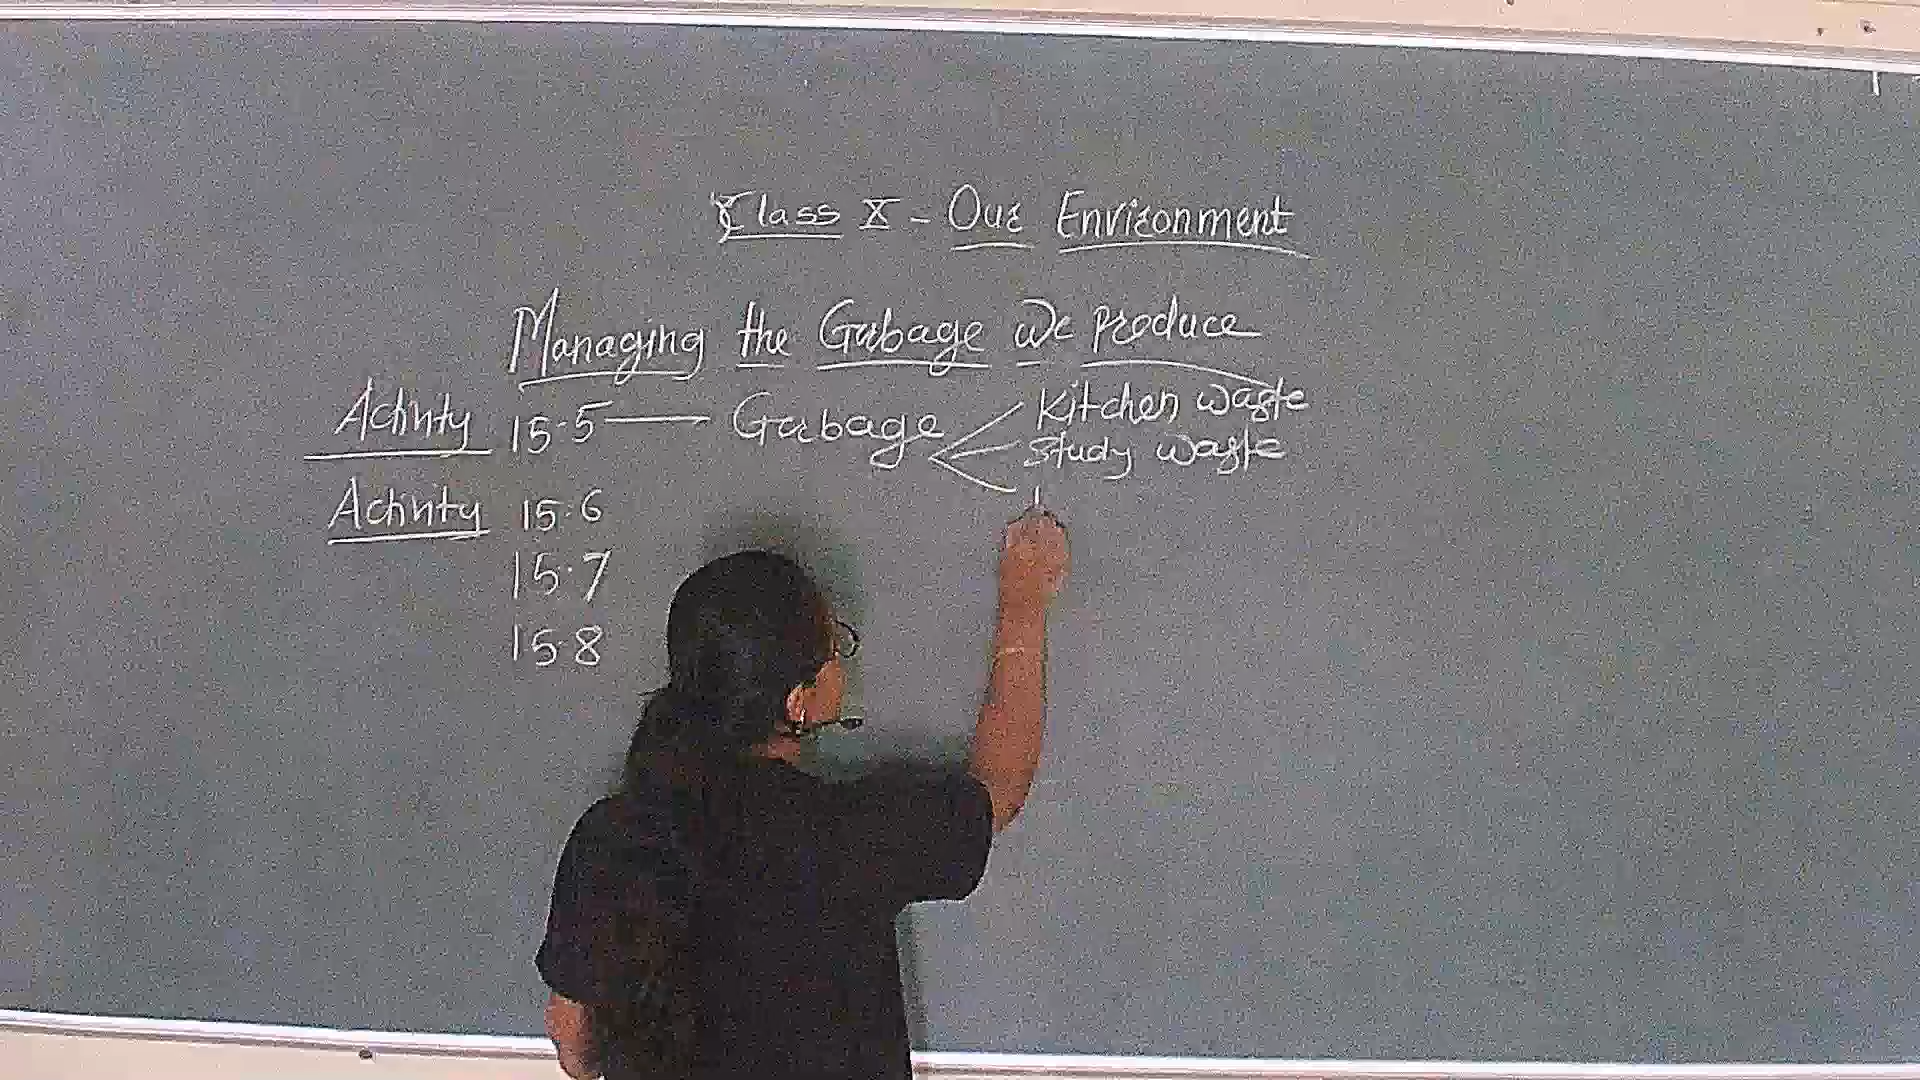 Class X - Our Environment
Managing the Garbage we produce
Activity 15.5 — Garbage Kitchen waste
Study waste
Activity 15.6
15.7
15.8